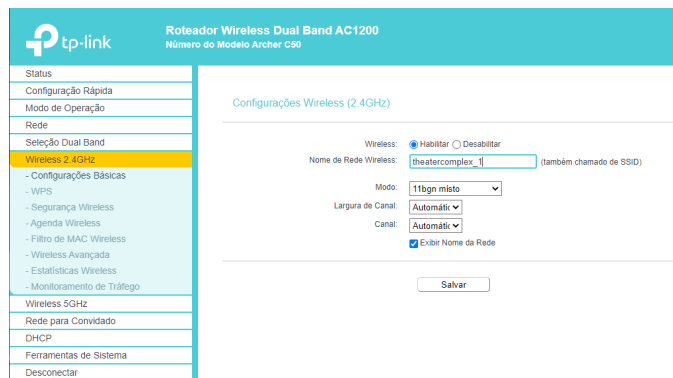 tp-link
Roteador Wireless Dual Band AC1200
Número do Modelo Archer C50
Status
Configuração Rápida
Modo de Operação
Rede
Seleção Dual Band
Wireless 2.4GHz
- Configurações Básicas
- WPS
- Segurança Wireless
- Agenda Wireless
- Filtro de MAC Wireless
- Wireless Avançada
- Estatísticas Wireless
- Monitoramento de Tráfego
Wireless 5GHz
Rede para Convidado
DHCP
Ferramentas de Sistema
Desconectar
Configurações Wireless (2.4GHz)
Wireless: Habilitar Desabilitar
Nome de Rede Wireless: theatercomplex_1 (também chamado de SSID)
Modo: 11bgn misto
Largura de Canal: Automátic
Canal: Automátic
Exibir Nome da Rede
Salvar